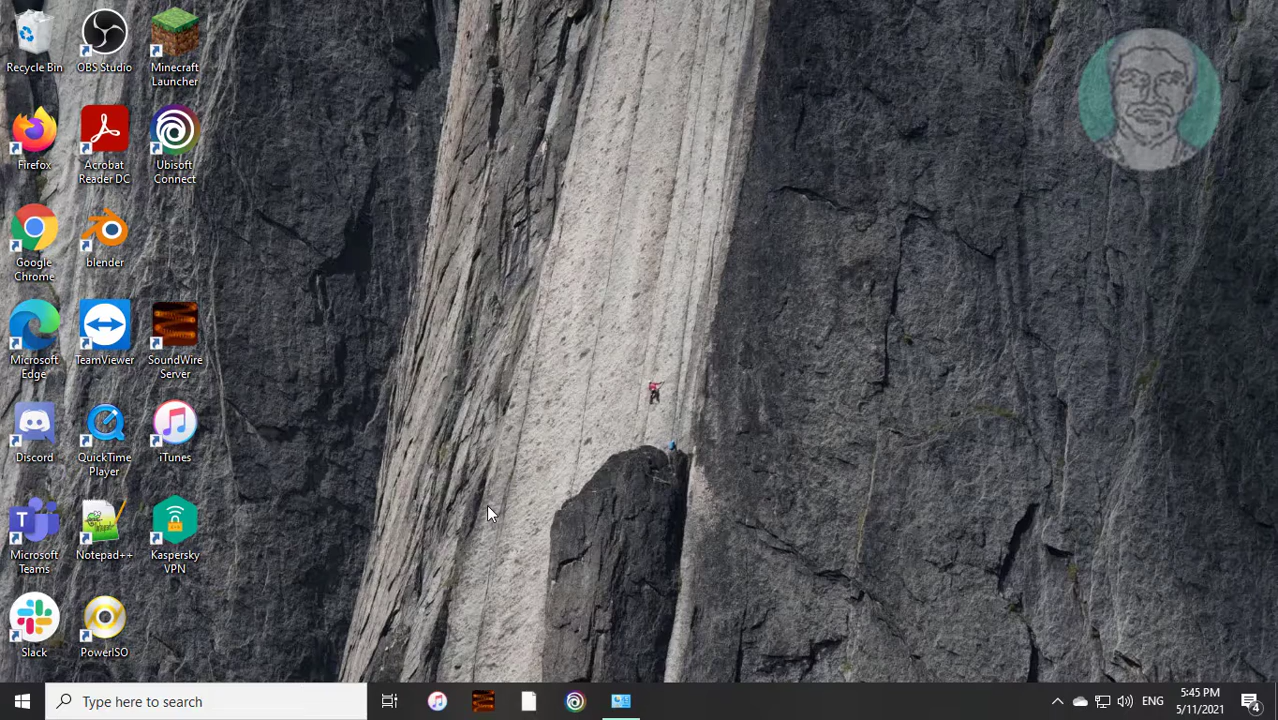 Recycle Bin
OBS Studio
Minecraft
Launcher
Firefox
Acrobat
Reader DC
Ubisoft
Connect
Google
Chrome
blender
Microsoft
Edge
TeamViewer
SoundWire
Server
Discord
QuickTime
Player
iTunes
Microsoft
Teams
Notepad++
Kaspersky
VPN
Slack
PowerISO
Type here to search
ENG
5:45 PM
5/11/2021
4